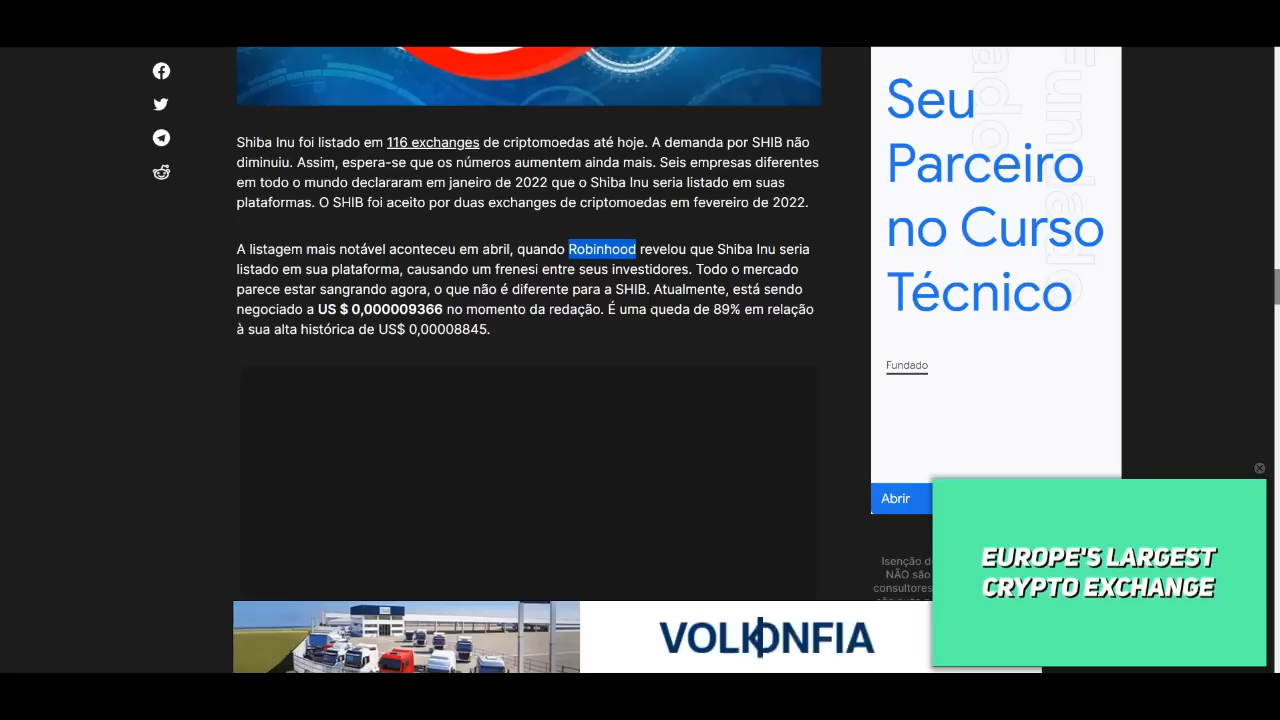 Shiba Inu foi listado em 116 exchanges de criptomoedas até hoje. A demanda por SHIB não
diminuiu. Assim, espera-se que os números aumentem ainda mais. Seis empresas diferentes
em todo o mundo declararam em janeiro de 2022 que o Shiba Inu seria listado em suas
plataformas. O SHIB foi aceito por duas exchanges de criptomoedas em fevereiro de 2022.
A listagem mais notável aconteceu em abril, quando Robinhood revelou que Shiba Inu seria
listado em sua plataforma, causando um frenesi entre seus investidores. Todo o mercado
parece estar sangrando agora, o que não é diferente para a SHIB. Atualmente, está sendo
negociado a US $ 0,000009366 no momento da redação. É uma queda de 89% em relação
à sua alta histórica de US$ 0,00008845.
Seu
Parceiro
no Curso
Técnico
Fundado
Abrir
Isenção d
NÃO são
consultores
EUROPE'S LARGEST
CRYPTO EXCHANGE
VOLKONFIA